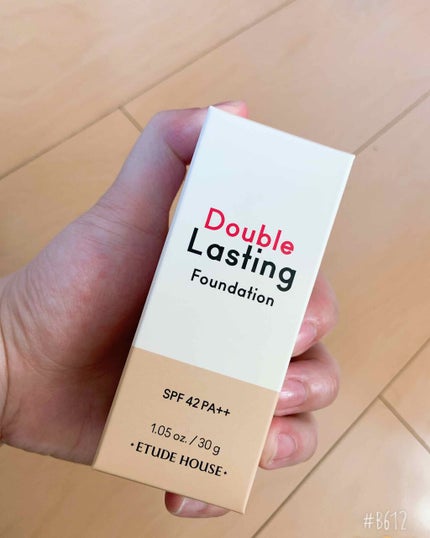 Double
Lasting
Foundation
SPF 42 PA++
1.05 oz. / 30 g
•ETUDE HOUSE•
#B612